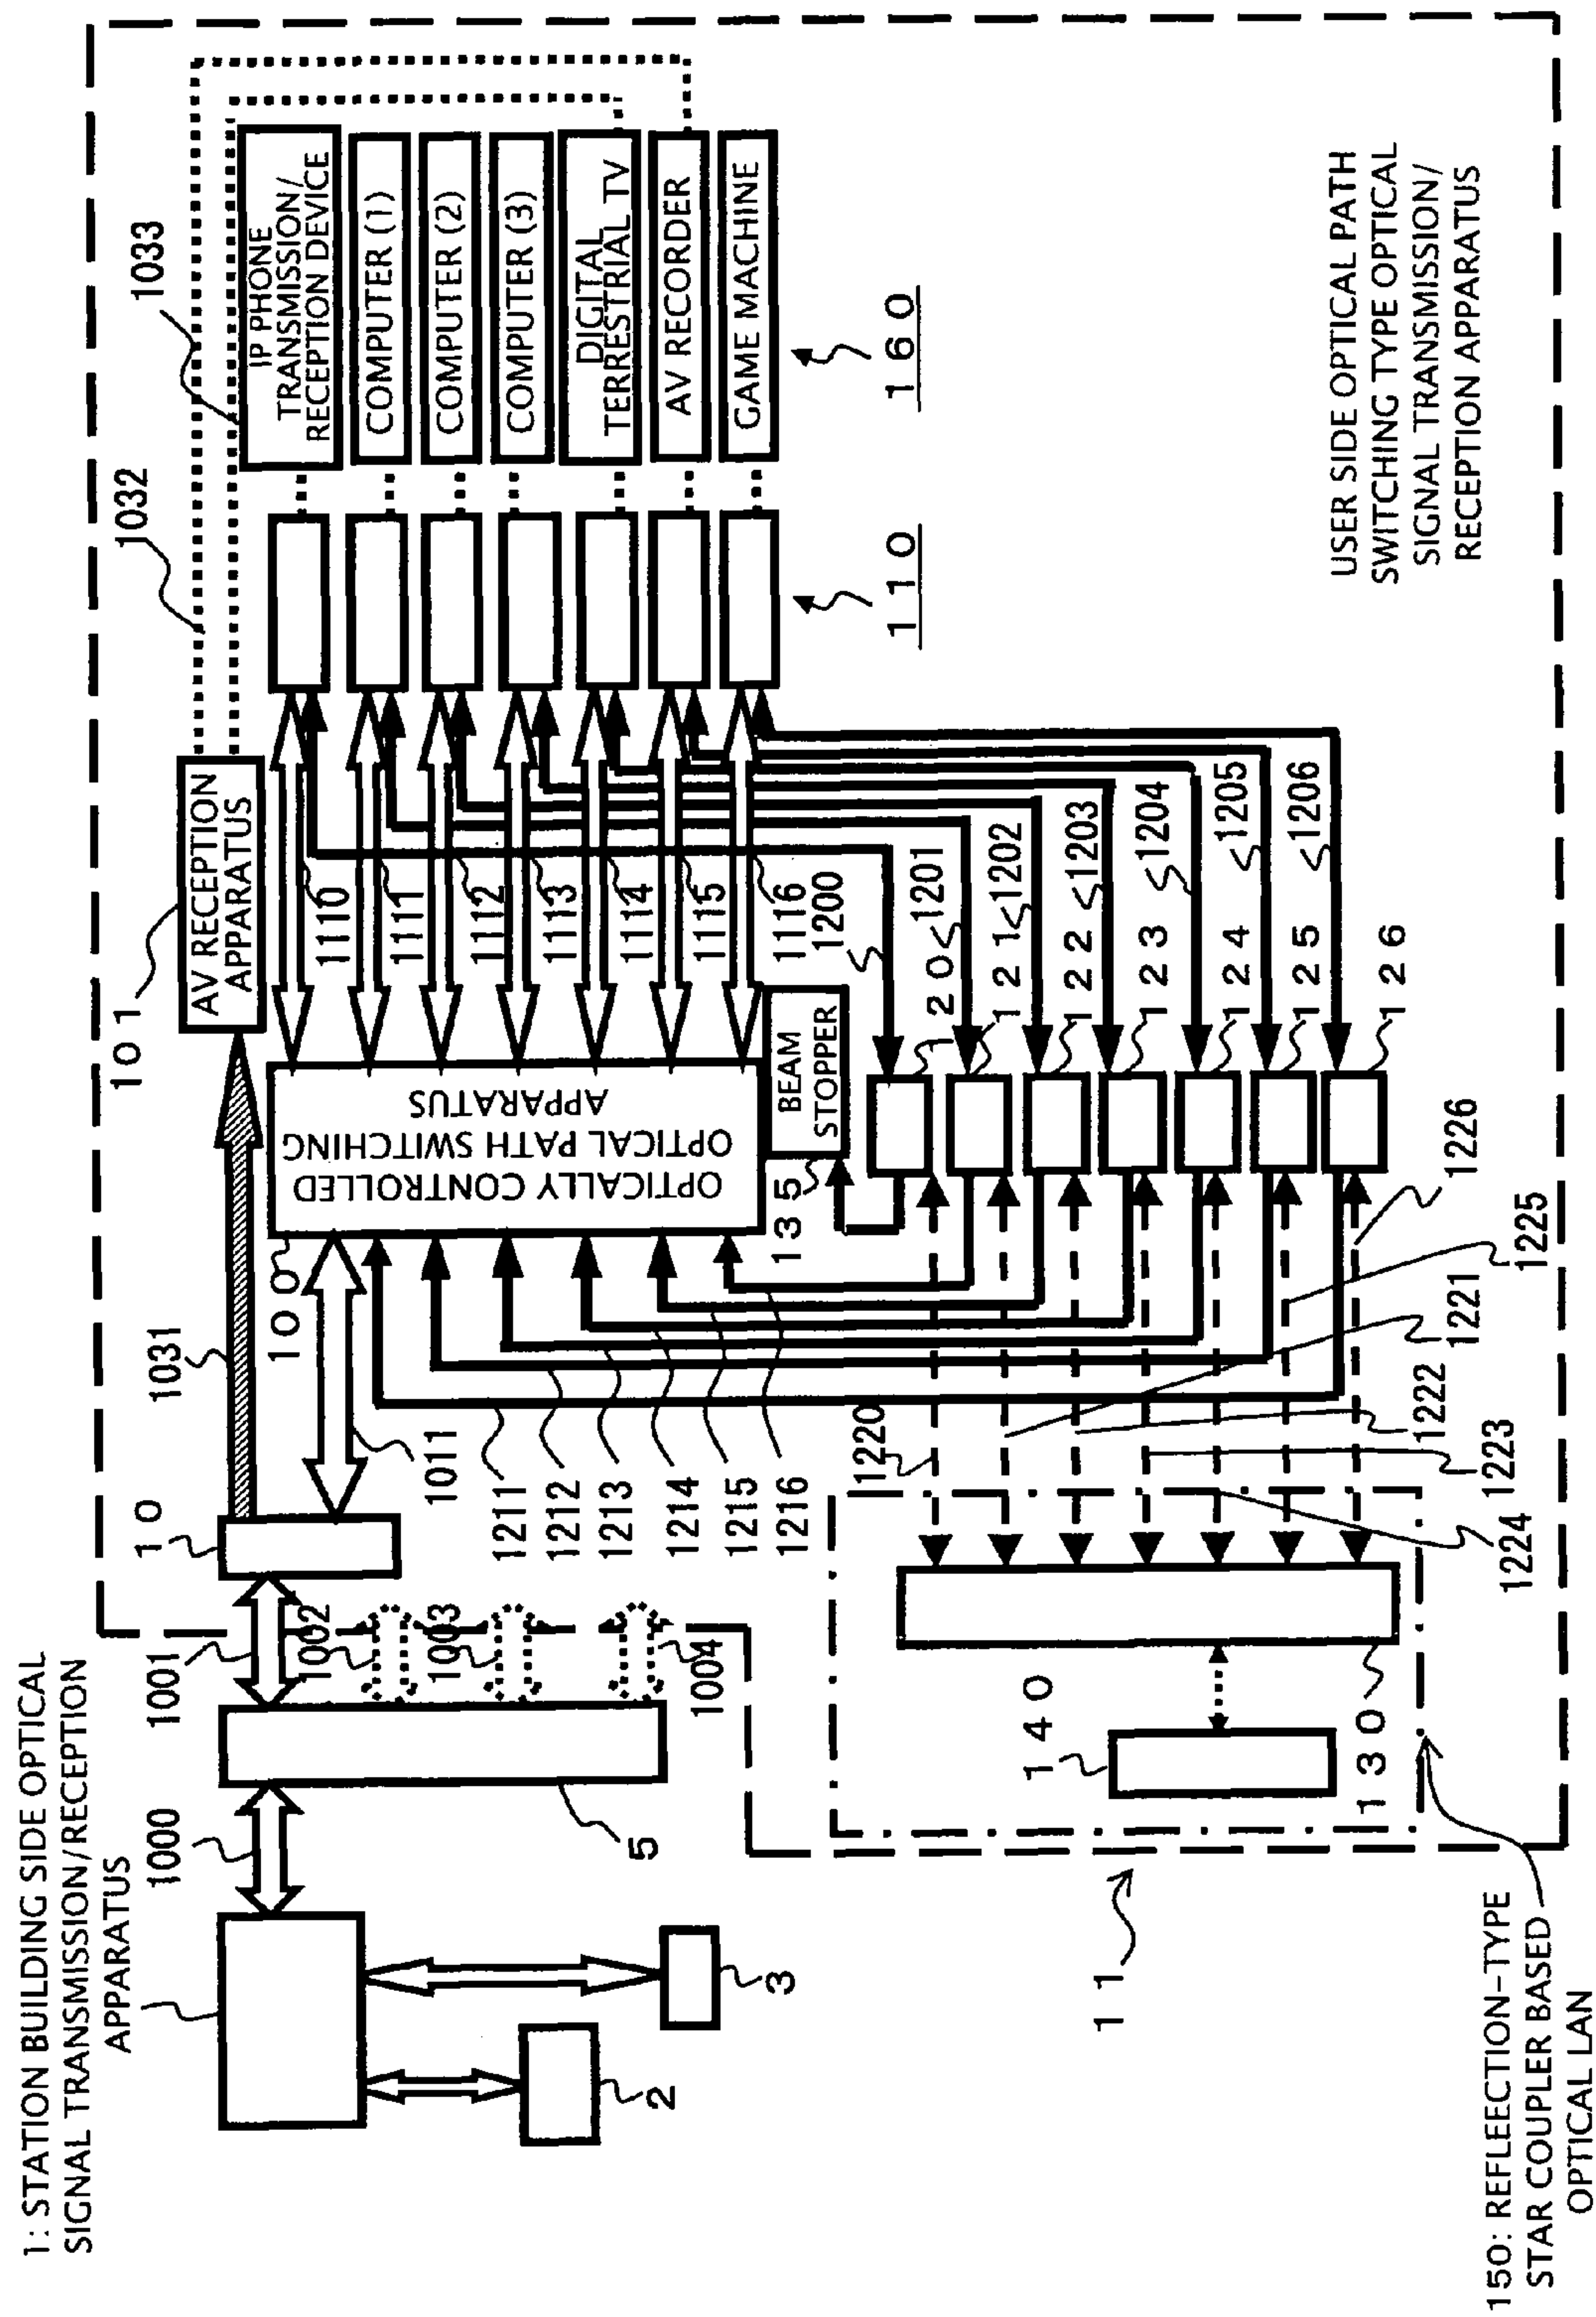 1: STATION BUILDING SIDE OPTICAL
SIGNAL TRANSMISSION/RECEPTION
APPARATUS
1000
1001
1002
1003
1004
5
2
3
10
1031
1011
101
AV RECEPTION
APPARATUS
1032
1033
IP PHONE
TRANSMISSION/
RECEPTION DEVICE
COMPUTER (1)
COMPUTER (2)
COMPUTER (3)
DIGITAL
TERRESTRIAL TV
AV RECORDER
GAME MACHINE
160
110
100
OPTICALLY CONTROLLED
OPTICAL PATH SWITCHING
APPARATUS
BEAM
STOPPER
135
1110
1111
1112
1113
1114
1115
1116
1200
1201
1202
1203
1204
1205
1206
120
121
122
123
124
125
126
1211
1212
1213
1214
1215
1216
1220
1221
1222
1223
1224
1225
1226
140
130
11
150: REFLECTION-TYPE
STAR COUPLER BASED
OPTICAL LAN
USER SIDE OPTICAL PATH
SWITCHING TYPE OPTICAL
SIGNAL TRANSMISSION/
RECEPTION APPARATUS